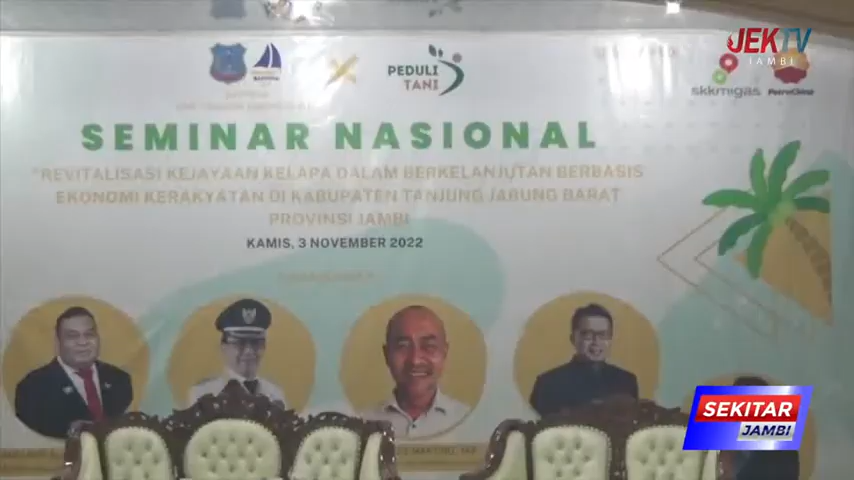 JEKTV
JAMBI
PEDULI
TANI
skkmigas
PetroChina
SEMINAR NASIONAL
"REVITALISASI KEJAYAAN KELAPA DALAM BERKELANJUTAN BERBASIS
EKONOMI KERAKYATAN DI KABUPATEN TANJUNG JABUNG BARAT
PROVINSI JAMBI
KAMIS, 3 NOVEMBER 2022
SEKITAR
JAMBI